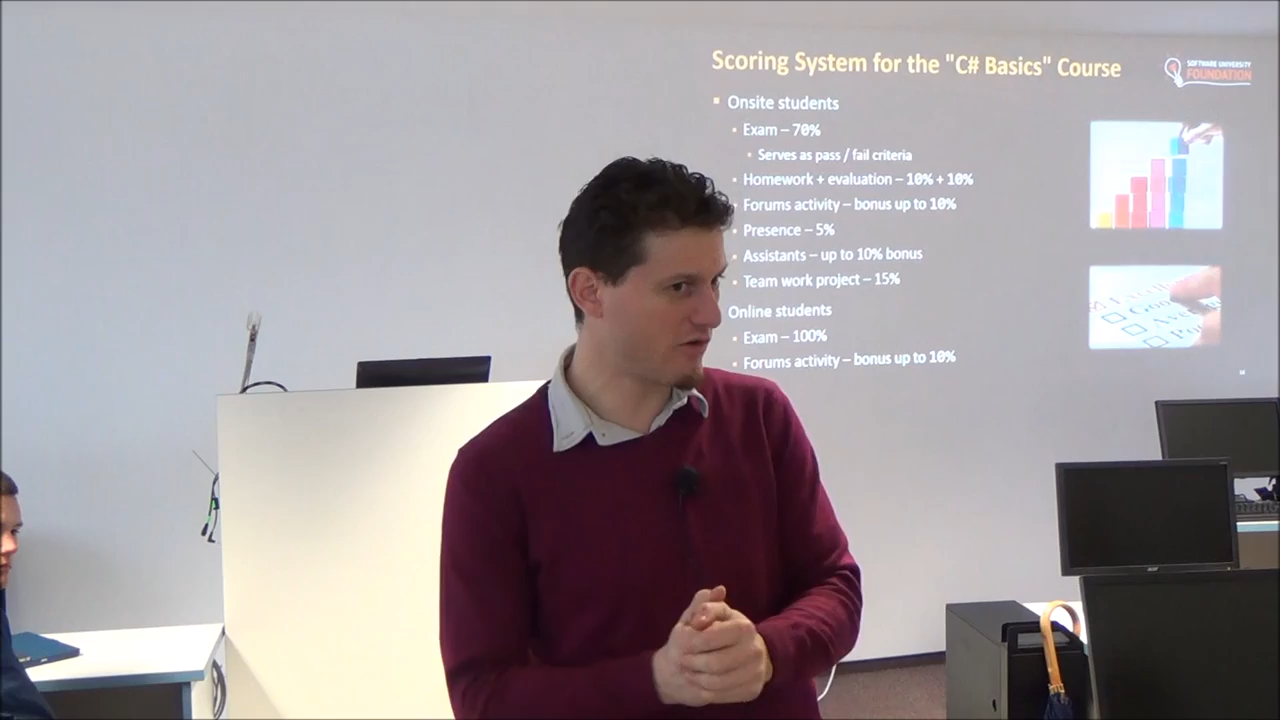 Scoring System for the "C# Basics" Course
SOFTWARE UNIVERSITY
FOUNDATION
Onsite students
Exam – 70%
Serves as pass / fail criteria
Homework + evaluation – 10% + 10%
Forums activity – bonus up to 10%
Presence – 5%
Assistants – up to 10% bonus
Team work project – 15%
Online students
Exam – 100%
Forums activity – bonus up to 10%